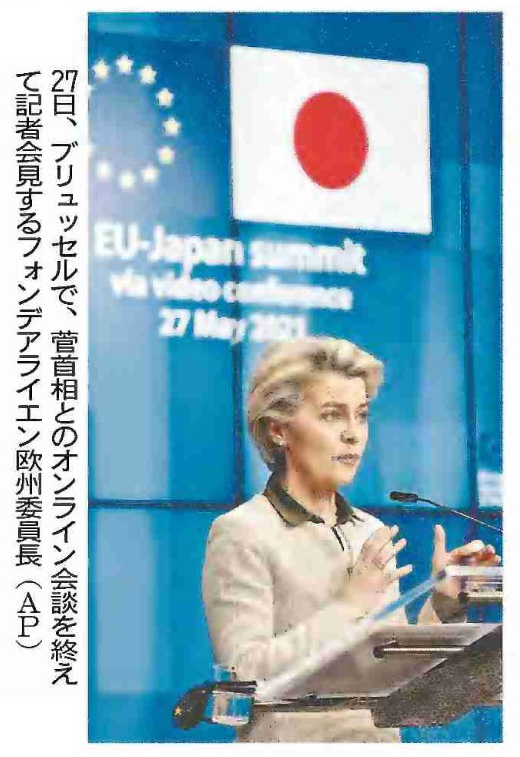 27日、ブリュッセルで、菅首相とのオンライン会談を終え
て記者会見するフォンデアライエン欧州委員長（AP）
EU-Japan summit
via video conference
27 May 2021